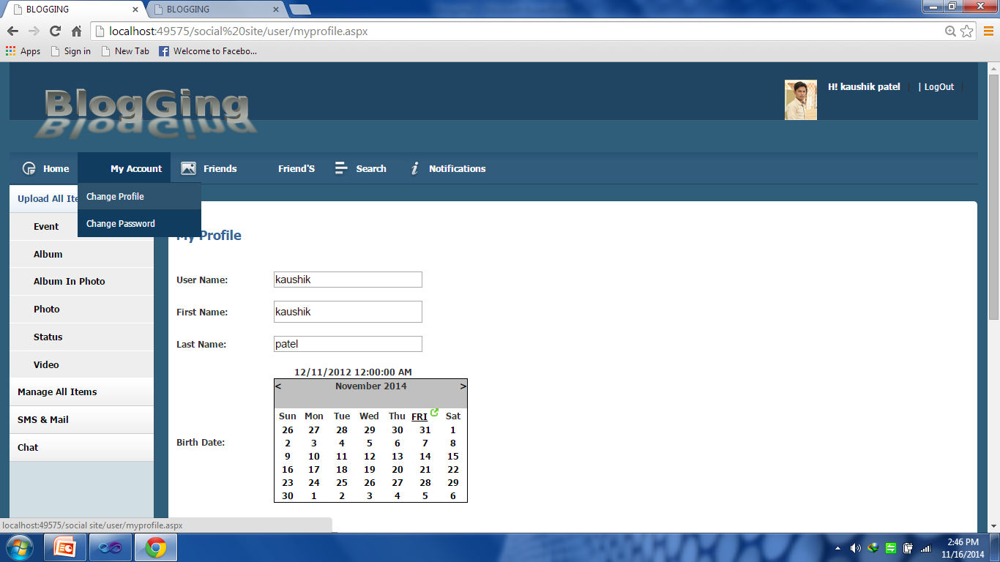 BLOGGING
BLOGGING
localhost:49575/social%20site/user/myprofile.aspx
Apps Sign in New Tab Welcome to Facebo...
BlogGing
H! kaushik patel | | LogOut |
Home My Account Friends Friend'S Search Notifications
Change Profile
Change Password
Upload All Ite
Event
Album
Album In Photo
Photo
Status
Video
Manage All Items
SMS & Mail
Chat
My Profile
User Name: kaushik
First Name: kaushik
Last Name: patel
12/11/2012 12:00:00 AM
< November 2014 >
Birth Date:
Sun Mon Tue Wed Thu FRI Sat
26 27 28 29 30 31 1
2 3 4 5 6 7 8
9 10 11 12 13 14 15
16 17 18 19 20 21 22
23 24 25 26 27 28 29
30 1 2 3 4 5 6
localhost:49575/social site/user/myprofile.aspx
2:46 PM
11/16/2014